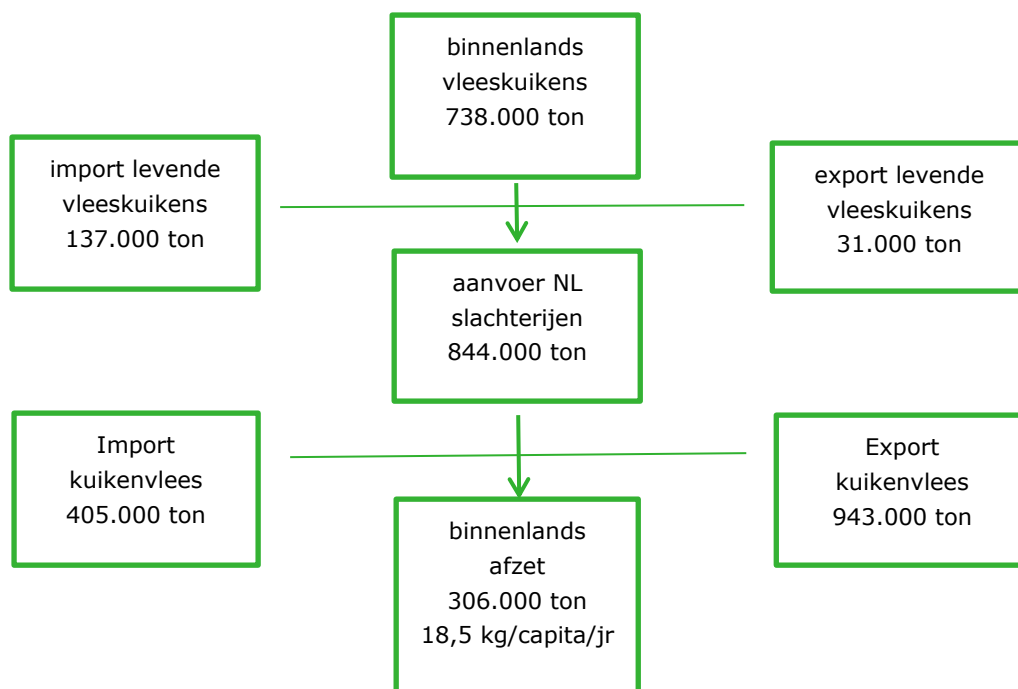 binnenlands
vleeskuikens
738.000 ton
import levende
vleeskuikens
137.000 ton
export levende
vleeskuikens
31.000 ton
aanvoer NL
slachterijen
844.000 ton
Import
kuikenvlees
405.000 ton
Export
kuikenvlees
943.000 ton
binnenlands
afzet
306.000 ton
18,5 kg/capita/jr